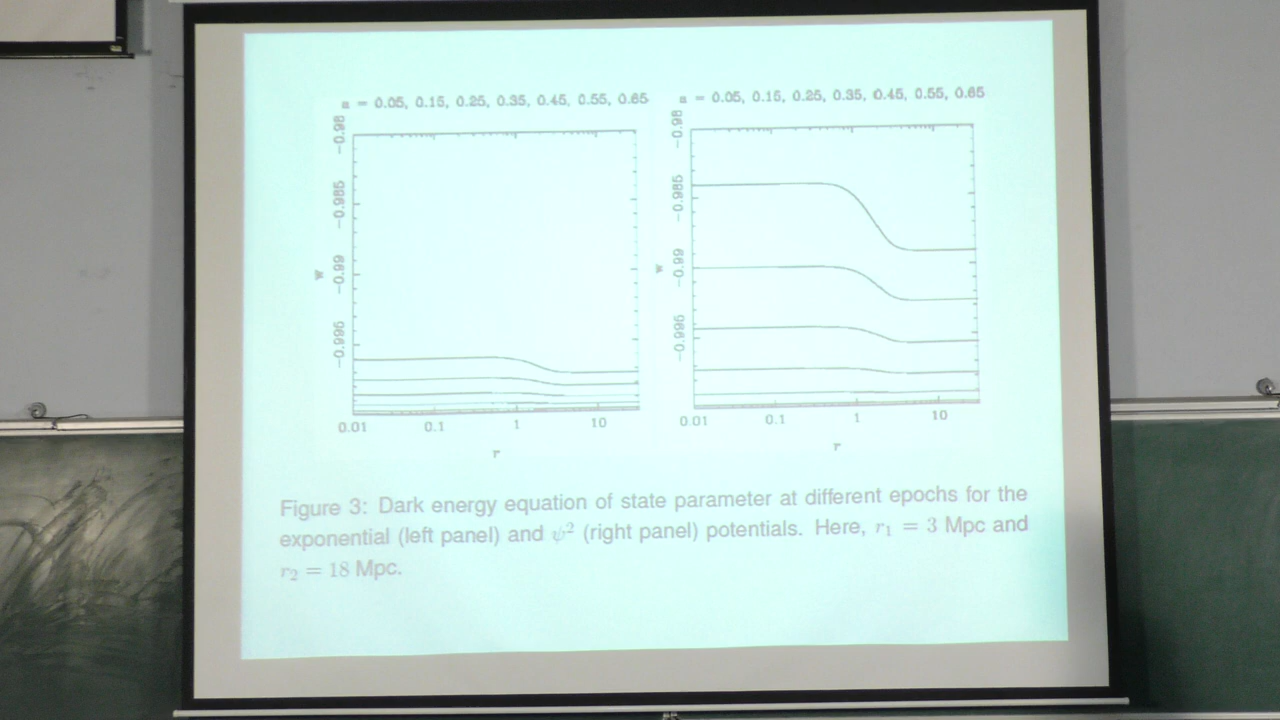 a = 0.05, 0.15, 0.25, 0.35, 0.45, 0.55, 0.65
a = 0.05, 0.15, 0.25, 0.35, 0.45, 0.55, 0.65
−0.98
−0.985
−0.99
−0.995
w
0.01 0.1 1 10
r
−0.98
−0.985
−0.99
−0.995
w
0.01 0.1 1 10
r
Figure 3: Dark energy equation of state parameter at different epochs for the
exponential (left panel) and ψ² (right panel) potentials. Here, r₁ = 3 Mpc and
r₂ = 18 Mpc.